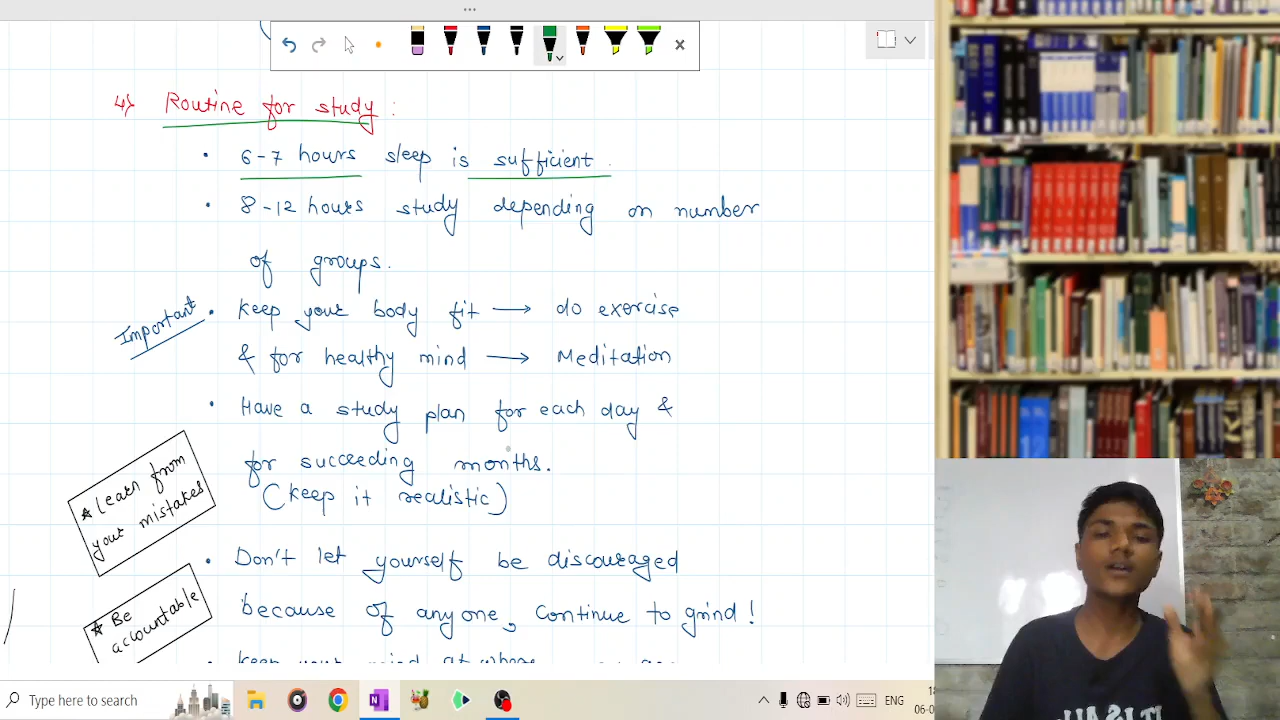 4) Routine for study :
• 6-7 hours sleep is sufficient.
• 8-12 hours study depending on number
of groups.
Important
• Keep your body fit → do exercise
& for healthy mind → Meditation
• Have a study plan for each day &
for succeeding months.
(Keep it realistic)
★ Learn from
your mistakes
• Don't let yourself be discouraged
because of anyone, Continue to grind!
★ Be
accountable
Type here to search
ENG
IT IS ALL